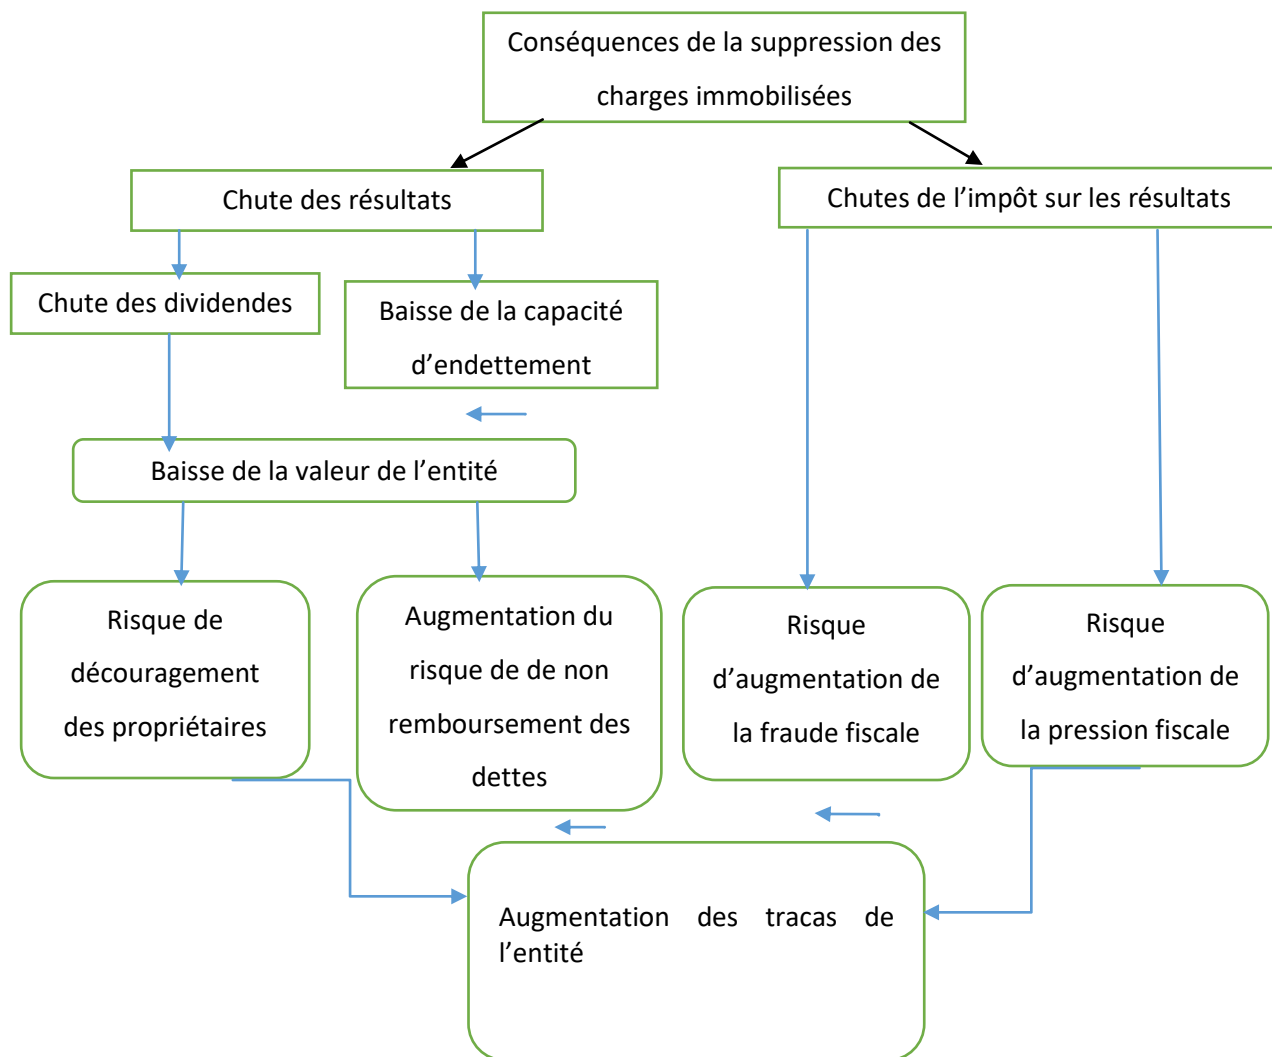 Conséquences de la suppression des
charges immobilisées
Chute des résultats
Chutes de l’impôt sur les résultats
Chute des dividendes
Baisse de la capacité
d’endettement
Baisse de la valeur de l’entité
Risque de
découragement
des propriétaires
Augmentation du
risque de de non
remboursement des
dettes
Risque
d’augmentation de
la fraude fiscale
Risque
d’augmentation de
la pression fiscale
Augmentation des tracas de
l’entité